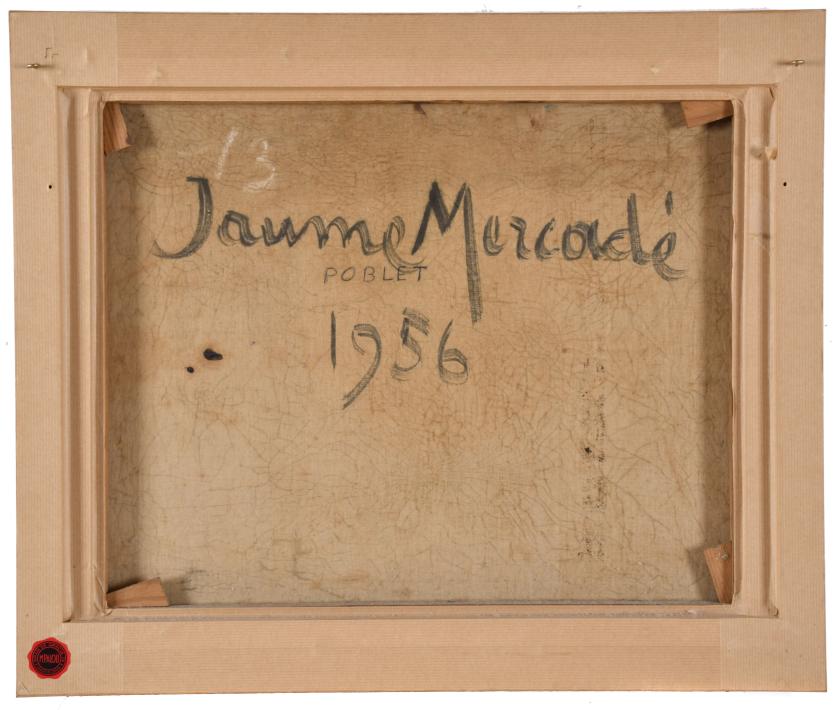 13
Jaume Mercadé
POBLET
1956